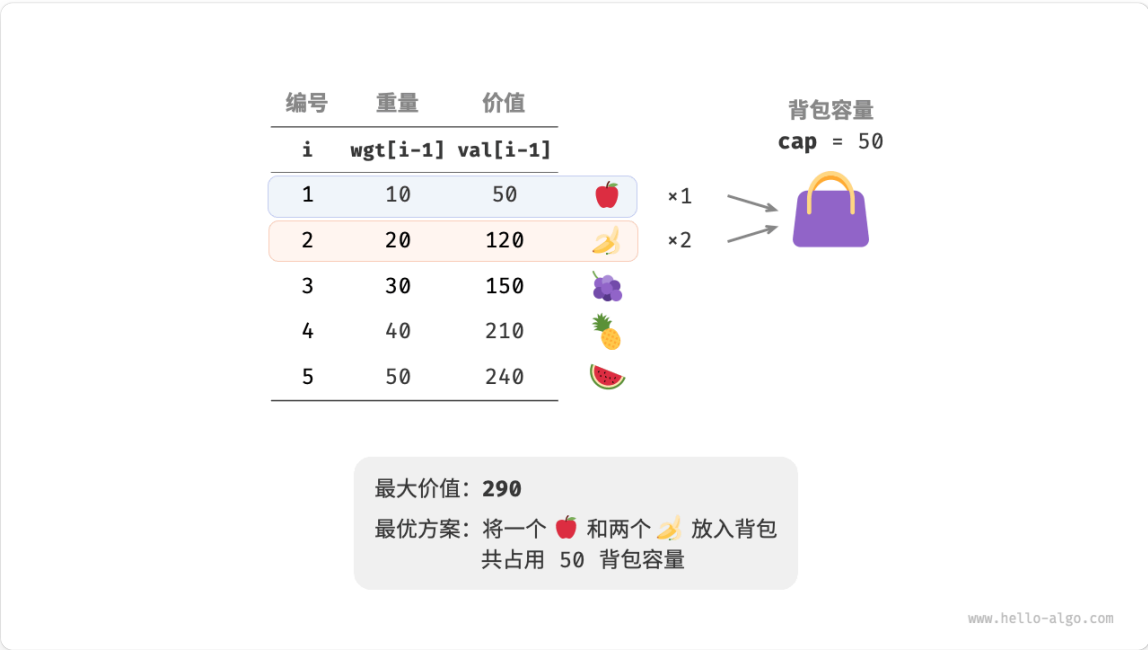 编号 重量 价值
i wgt[i-1] val[i-1]
1 10 50 ×1
2 20 120 ×2
3 30 150
4 40 210
5 50 240
背包容量
cap = 50
最大价值：290
最优方案：将一个 和两个 放入背包
共占用 50 背包容量
www.hello-algo.com